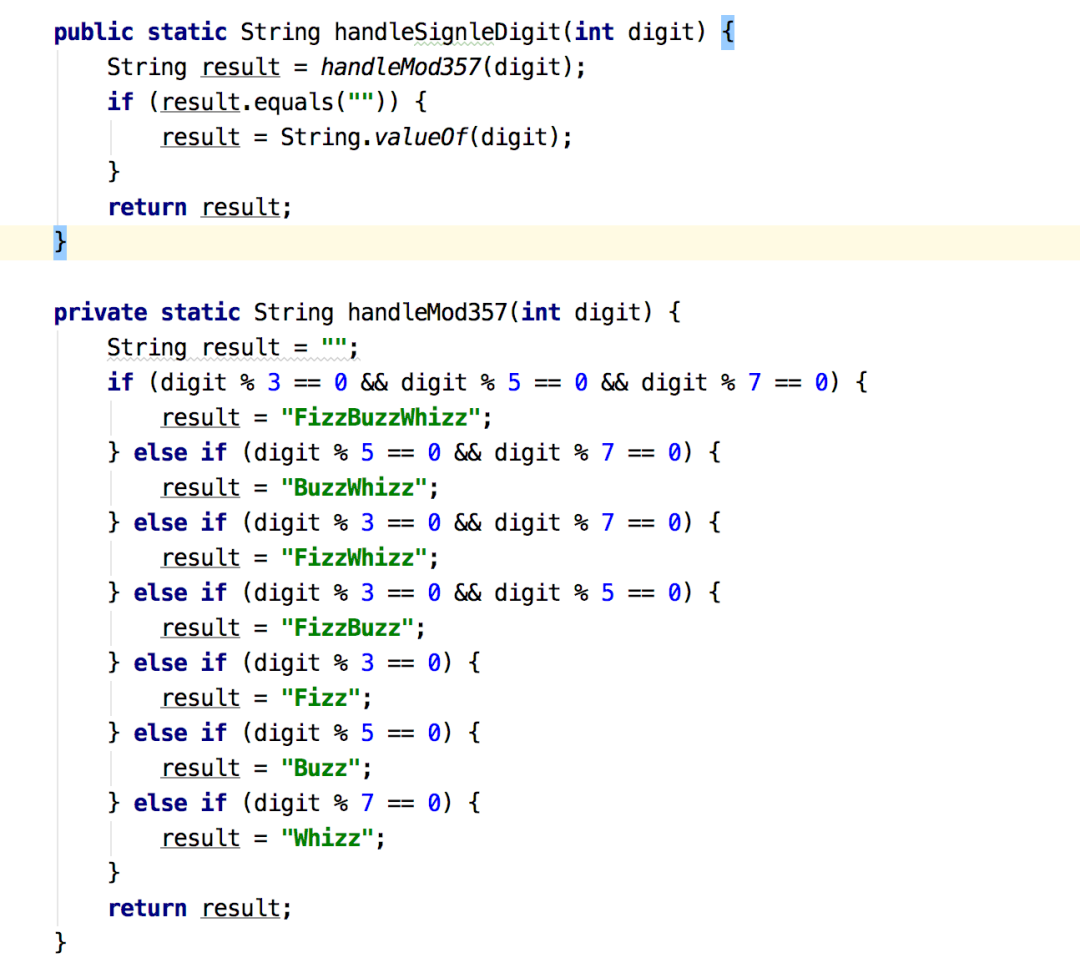 public static String handleSignleDigit(int digit) {
    String result = handleMod357(digit);
    if (result.equals("")) {
        result = String.valueOf(digit);
    }
    return result;
}
private static String handleMod357(int digit) {
    String result = "";
    if (digit % 3 == 0 && digit % 5 == 0 && digit % 7 == 0) {
        result = "FizzBuzzWhizz";
    } else if (digit % 5 == 0 && digit % 7 == 0) {
        result = "BuzzWhizz";
    } else if (digit % 3 == 0 && digit % 7 == 0) {
        result = "FizzWhizz";
    } else if (digit % 3 == 0 && digit % 5 == 0) {
        result = "FizzBuzz";
    } else if (digit % 3 == 0) {
        result = "Fizz";
    } else if (digit % 5 == 0) {
        result = "Buzz";
    } else if (digit % 7 == 0) {
        result = "Whizz";
    }
    return result;
}